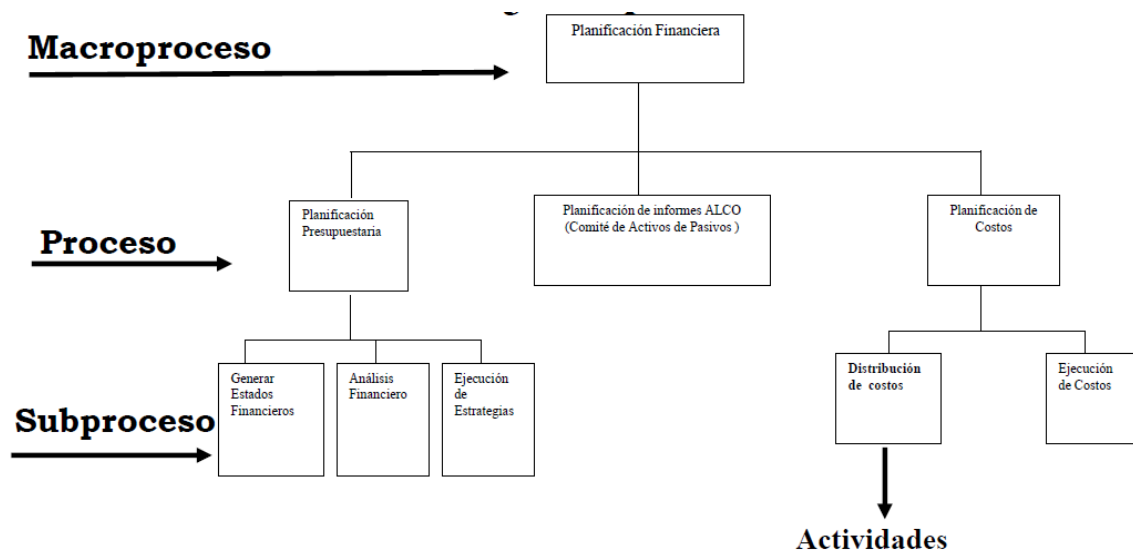 Macroproceso
Planificación Financiera
Proceso
Planificación
Presupuestaria
Planificación de informes ALCO
(Comité de Activos de Pasivos )
Planificación de
Costos
Subproceso
Generar
Estados
Financieros
Análisis
Financiero
Ejecución
de
Estrategias
Distribución
de costos
Ejecución
de Costos
Actividades